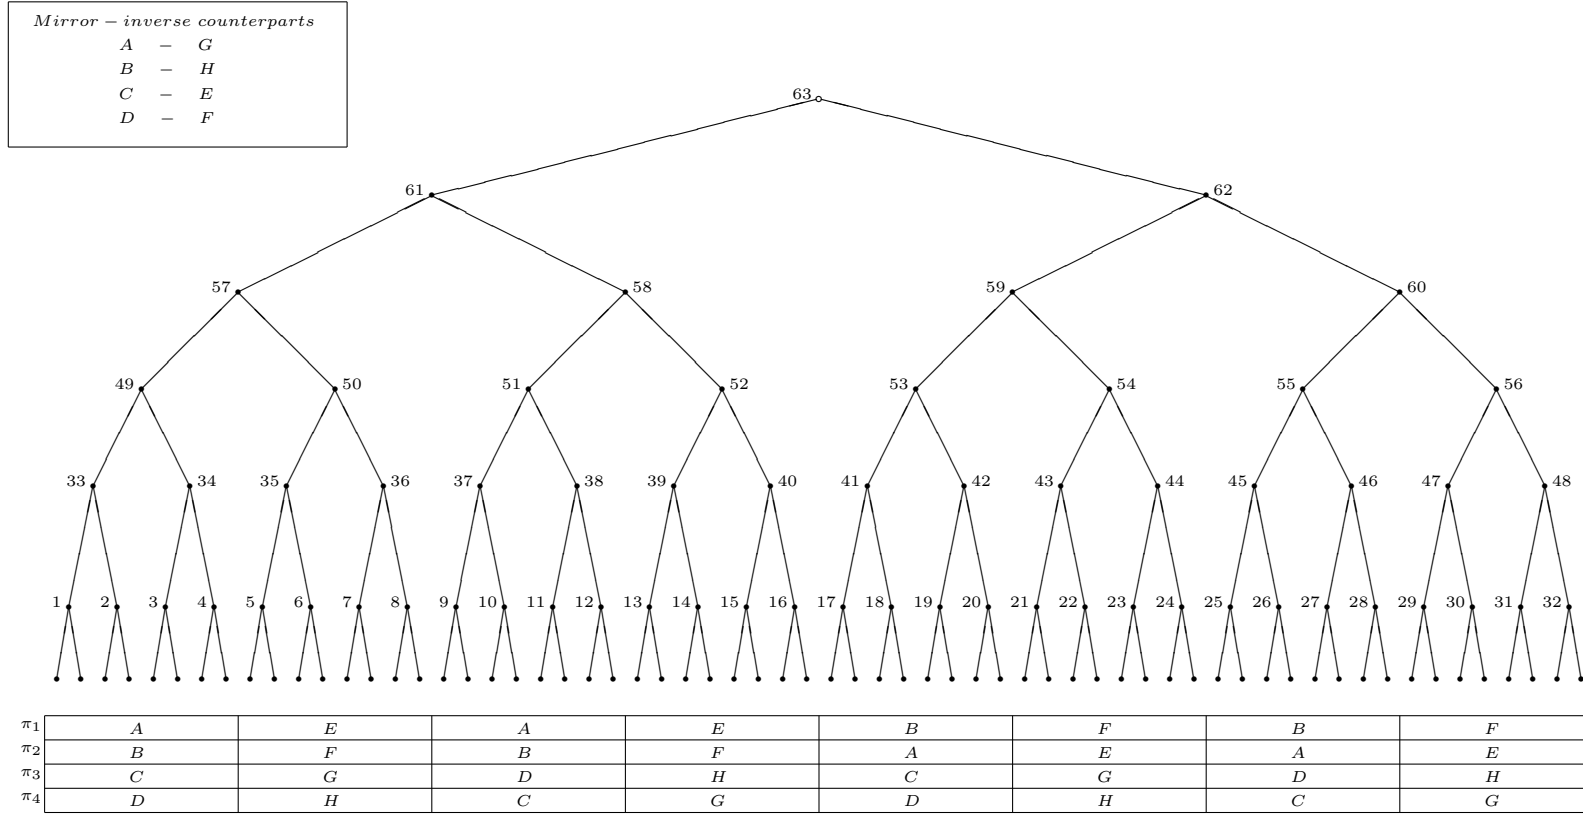 Mirror − inverse counterparts
A − G
B − H
C − E
D − F
63
61 62
57 58 59 60
49 50 51 52 53 54 55 56
33 34 35 36 37 38 39 40 41 42 43 44 45 46 47 48
1 2 3 4 5 6 7 8 9 10 11 12 13 14 15 16 17 18 19 20 21 22 23 24 25 26 27 28 29 30 31 32
π1 A E A E B F B F
π2 B F B F A E A E
π3 C G D H C G D H
π4 D H C G D H C G